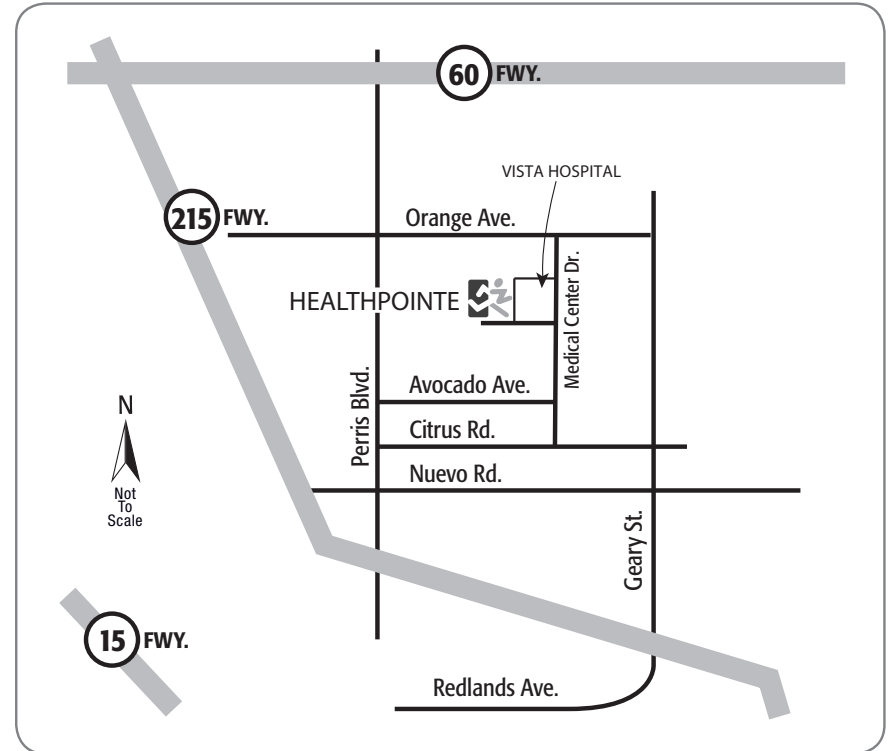 60 FWY.
VISTA HOSPITAL
215 FWY.
Orange Ave.
Medical Center Dr.
HEALTHPOINTE
Perris Blvd.
Avocado Ave.
Citrus Rd.
Nuevo Rd.
N
Not
To
Scale
Geary St.
15 FWY.
Redlands Ave.